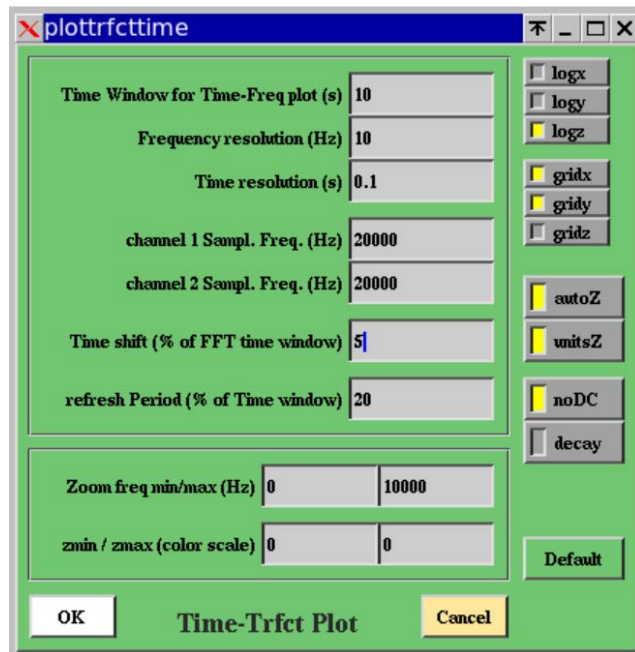 plottrfcttime
Time Window for Time-Freq plot (s) 10
Frequency resolution (Hz) 10
Time resolution (s) 0.1
channel 1 Sampl. Freq. (Hz) 20000
channel 2 Sampl. Freq. (Hz) 20000
Time shift (% of FFT time window) 5
refresh Period (% of Time window) 20
logx
logy
logz
gridx
gridy
gridz
autoZ
unitsZ
noDC
decay
Zoom freq min/max (Hz) 0 10000
zmin / zmax (color scale) 0 0
Default
OK Time-Trfct Plot Cancel